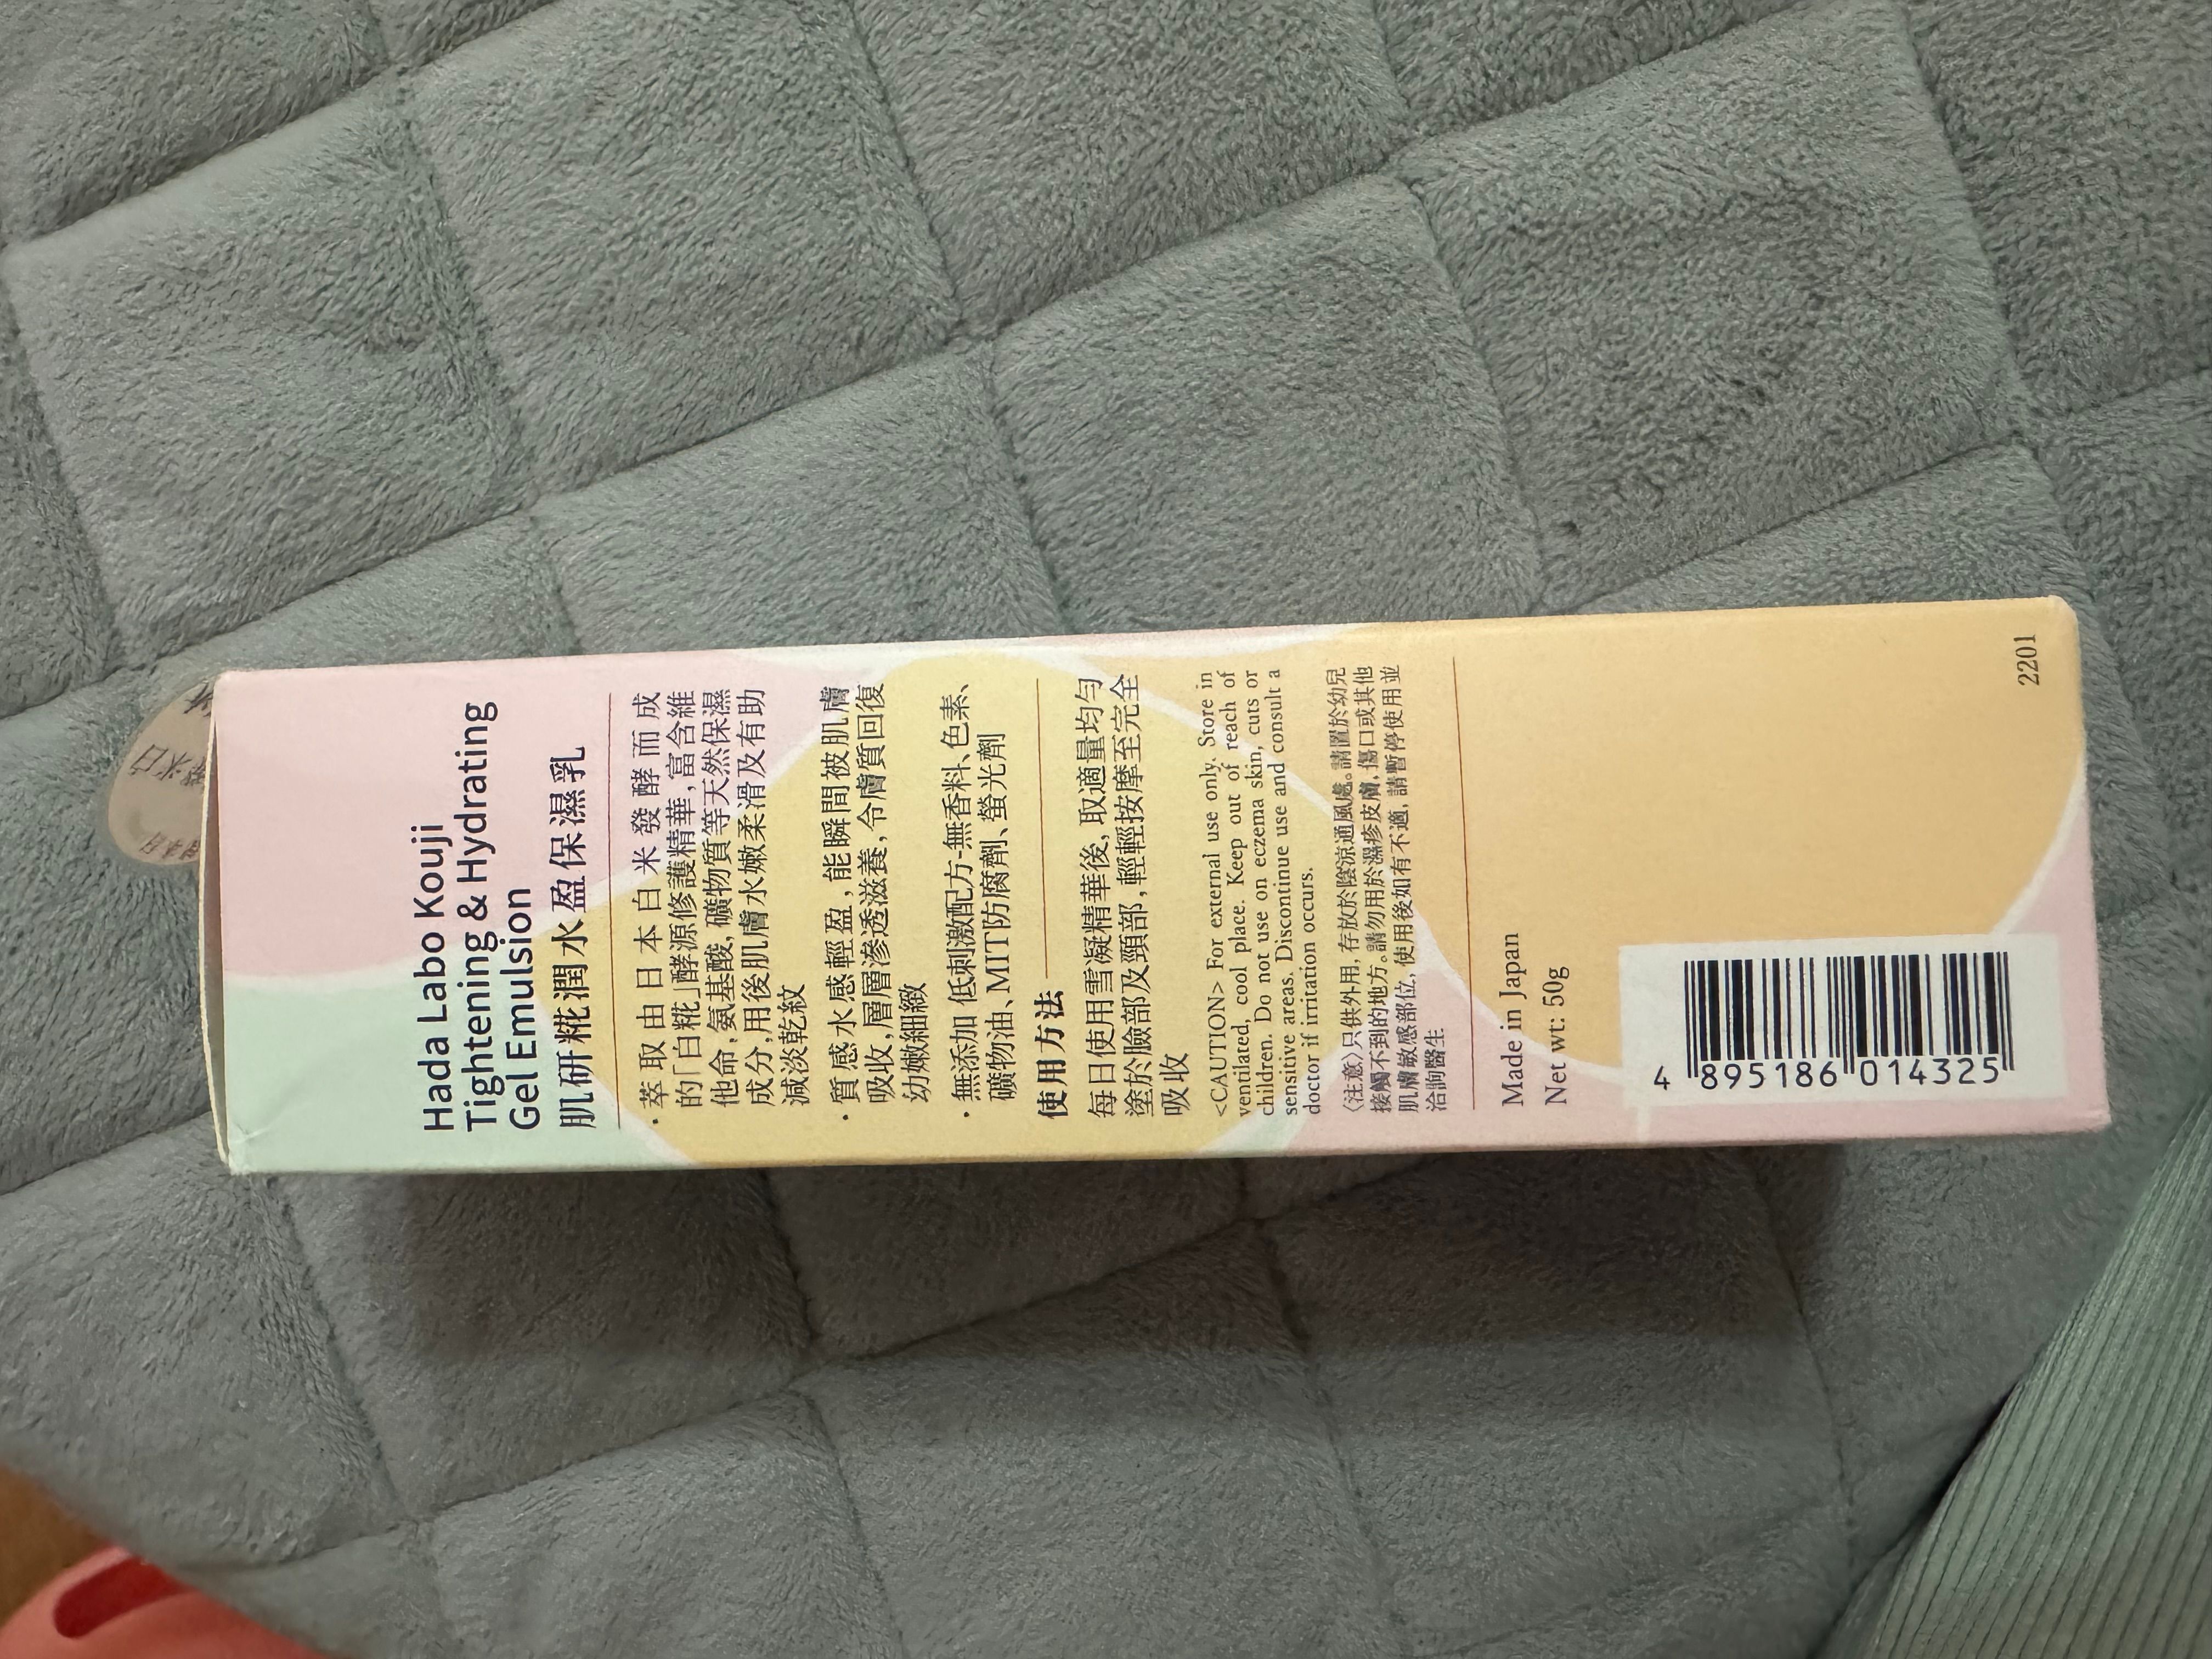 Hada Labo Kouji
Tightening & Hydrating
Gel Emulsion
肌研糀潤水盈保濕乳
· 萃取由日本白米發酵而成
的「白糀」酵源修護精華,富含維
他命,氨基酸,礦物質等天然保濕
成分,用後肌膚水嫩柔滑及有助
減淡乾紋
· 質感水感輕盈,能瞬間被肌膚
吸收,層層滲透滋養,令膚質回復
幼嫩細緻
· 無添加 低刺激配方-無香料、色素、
礦物油、MIT防腐劑、螢光劑
使用方法
每日使用雪凝精華後,取適量均勻
塗於臉部及頸部,輕輕按摩至完全
吸收
<CAUTION> For external use only. Store in
ventilated, cool place. Keep out of reach of
children. Do not use on eczema skin, cuts or
sensitive areas. Discontinue use and consult a
doctor if irritation occurs.
〈注意〉只供外用,存放於陰涼通風處。請置於幼兒
接觸不到的地方。請勿用於濕疹皮膚,傷口或其他
肌膚敏感部位,使用後如有不適,請暫停使用並
洽詢醫生
Made in Japan
Net wt: 50g
4 895186 014325
2201